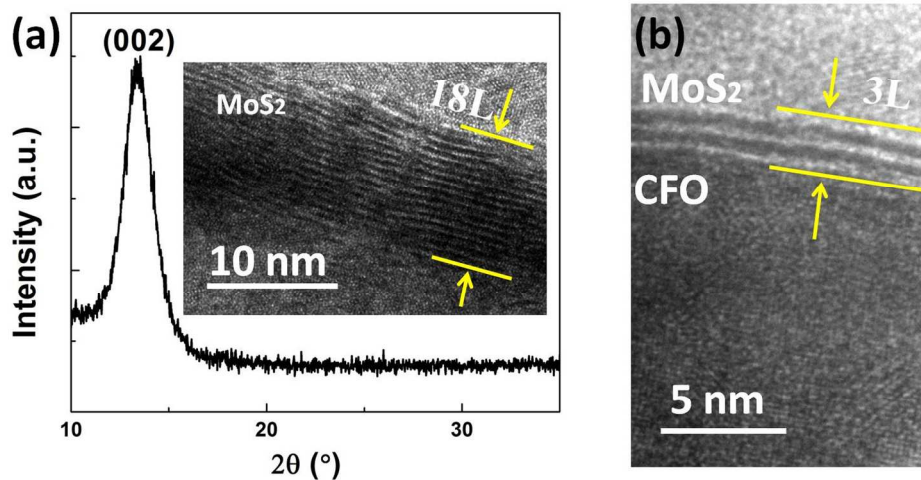 (a)
(002)
MoS₂
18L
10 nm
Intensity (a.u.)
10
20
30
2θ (°)
(b)
MoS₂
3L
CFO
5 nm